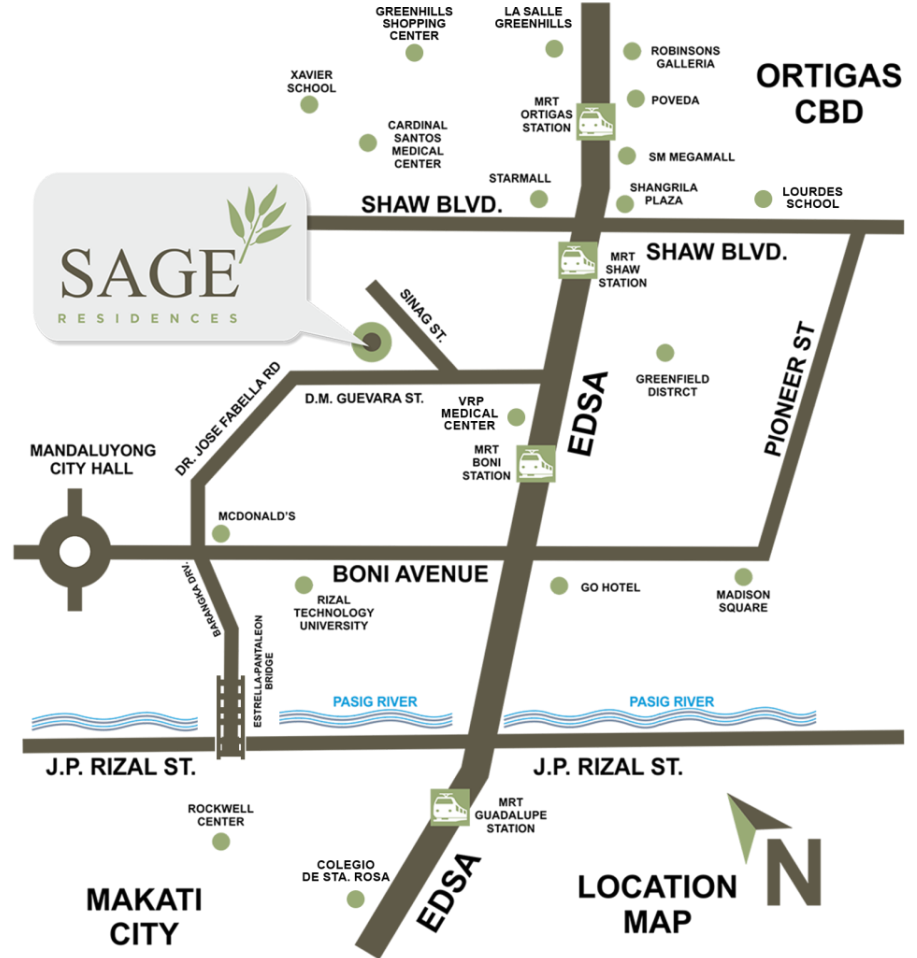 GREENHILLS
SHOPPING
CENTER
LA SALLE
GREENHILLS
ROBINSONS
GALLERIA
ORTIGAS
CBD
XAVIER
SCHOOL
MRT
ORTIGAS
STATION
POVEDA
CARDINAL
SANTOS
MEDICAL
CENTER
SM MEGAMALL
STARMALL
SHANGRILA
PLAZA
LOURDES
SCHOOL
SHAW BLVD.
SHAW BLVD.
SAGE
RESIDENCES
MRT
SHAW
STATION
SINAG ST.
PIONEER ST
GREENFIELD
DISTRCT
DR. JOSE FABELLA RD
D.M. GUEVARA ST.
EDSA
VRP
MEDICAL
CENTER
MRT
BONI
STATION
MANDALUYONG
CITY HALL
MCDONALD'S
BONI AVENUE
BARANGKA DRV.
RIZAL
TECHNOLOGY
UNIVERSITY
GO HOTEL
MADISON
SQUARE
ESTRELLA-PANTALEON
BRIDGE
PASIG RIVER
PASIG RIVER
J.P. RIZAL ST.
J.P. RIZAL ST.
ROCKWELL
CENTER
MRT
GUADALUPE
STATION
COLEGIO
DE STA. ROSA
EDSA
MAKATI
CITY
LOCATION
MAP
N